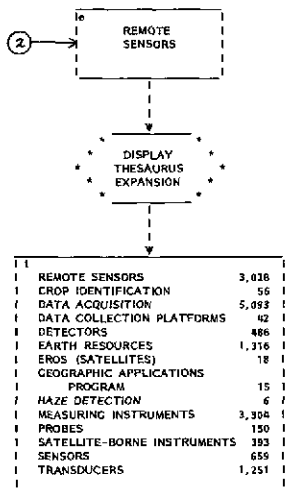 e
2
REMOTE
SENSORS
DISPLAY
THESAURUS
EXPANSION
1
REMOTE SENSORS 3,028
CROP IDENTIFICATION 56
DATA ACQUISITION 5,093
DATA COLLECTION PLATFORMS 42
DETECTORS 486
EARTH RESOURCES 1,316
EROS (SATELLITES) 18
GEOGRAPHIC APPLICATIONS
PROGRAM 15
HAZE DETECTION 6
MEASURING INSTRUMENTS 3,304
PROBES 150
SATELLITE-BORNE INSTRUMENTS 393
SENSORS 659
TRANSDUCERS 1,251